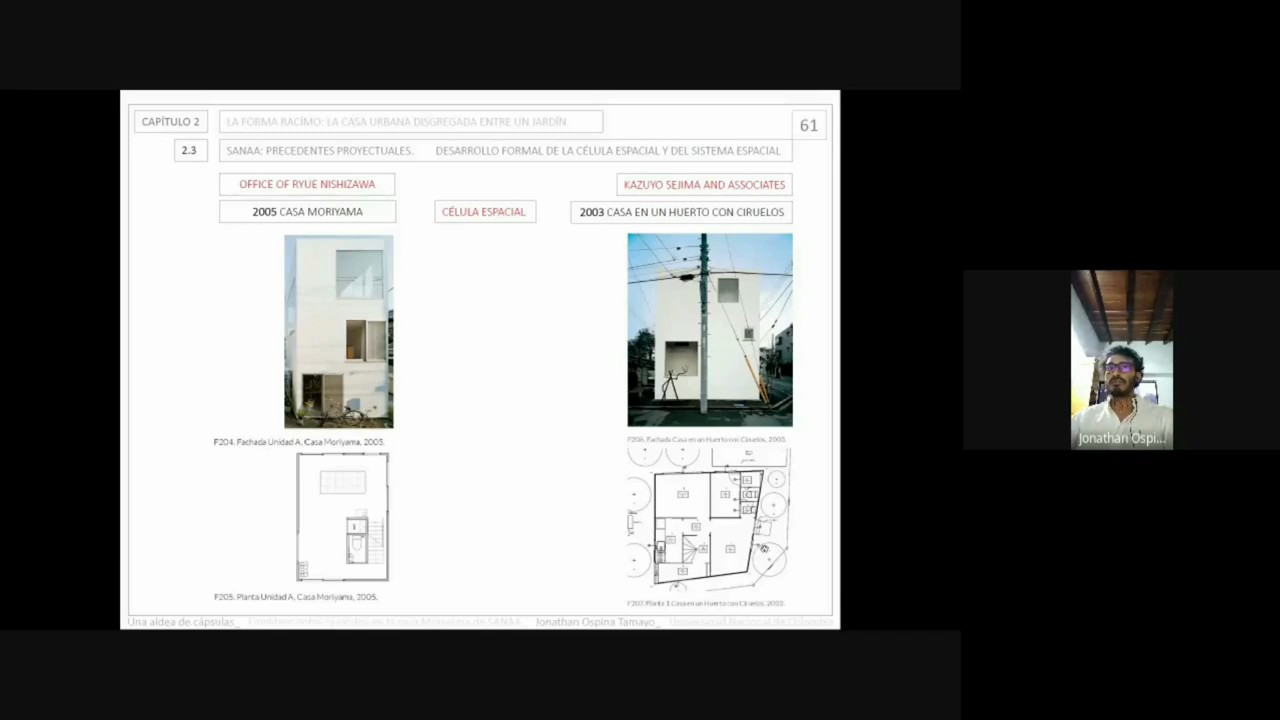 CAPÍTULO 2
LA FORMA RACÍMO: LA CASA URBANA DISGREGADA ENTRE UN JARDÍN
61
2.3
SANAA: PRECEDENTES PROYECTUALES. DESARROLLO FORMAL DE LA CÉLULA ESPACIAL Y DEL SISTEMA ESPACIAL
OFFICE OF RYUE NISHIZAWA
KAZUYO SEJIMA AND ASSOCIATES
2005 CASA MORIYAMA
CÉLULA ESPACIAL
2003 CASA EN UN HUERTO CON CIRUELOS
F204. Fachada Unidad A, Casa Moriyama, 2005.
F206. Fachada Casa en un Huerto con Ciruelos, 2003.
F205. Planta Unidad A, Casa Moriyama, 2005.
F207. Planta 1 Casa en un Huerto con Ciruelos, 2003.
Una aldea de cápsulas_ Jonathan Ospina Tamayo_ Universidad Nacional de Colombia
Jonathan Ospi...